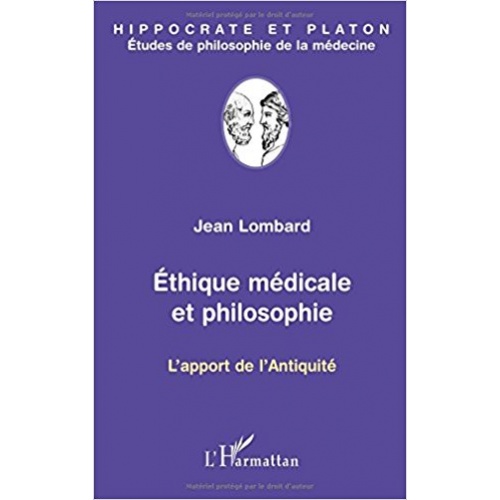 Matériel protégé par le droit d'auteur
HIPPOCRATE ET PLATON
Études de philosophie de la médecine
Jean Lombard
Éthique médicale
et philosophie
L'apport de l'Antiquité
L'Harmattan
Matériel protégé par le droit d'auteur